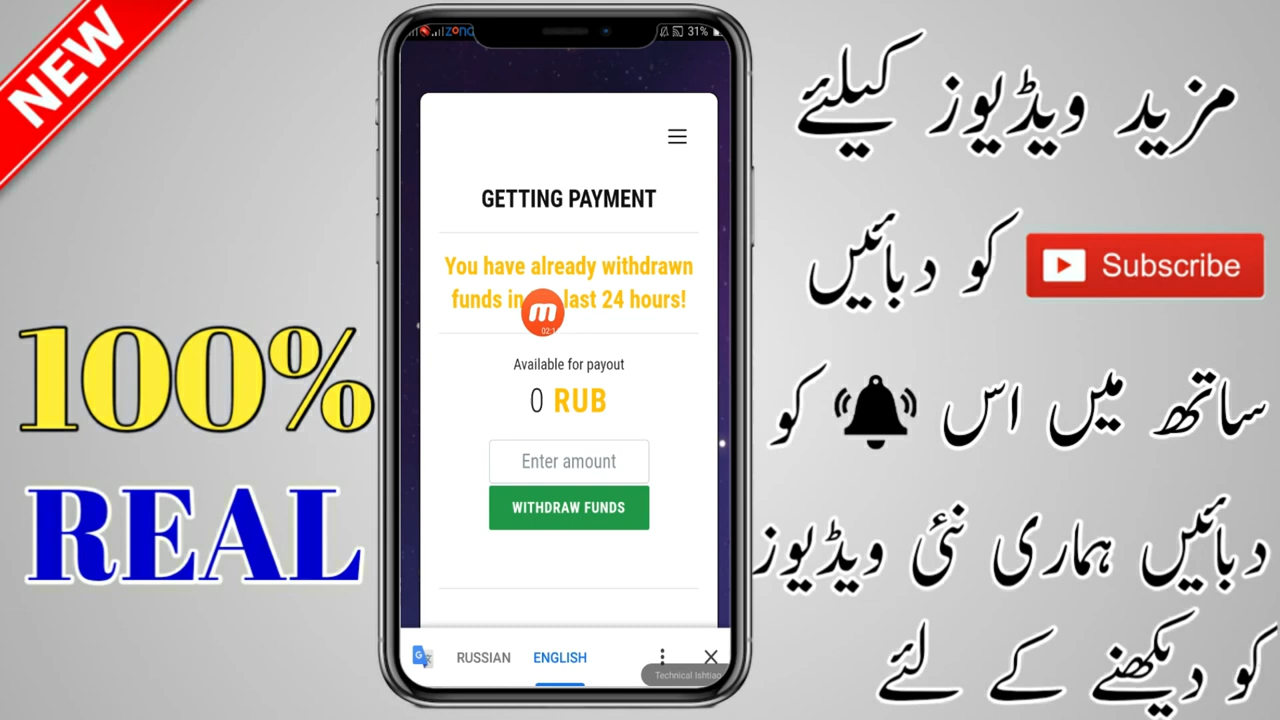 NEW
zong
31%
GETTING PAYMENT
You have already withdrawn
funds in last 24 hours!
m
Available for payout
0 RUB
Enter amount
WITHDRAW FUNDS
RUSSIAN ENGLISH
Technical Ishtiaq
100%
REAL
مزید ویڈیوز کیلئے
Subscribe کو دبائیں
ساتھ میں اس کو
دبائیں ہماری نئی ویڈیوز
کو دیکھنے کے لئے